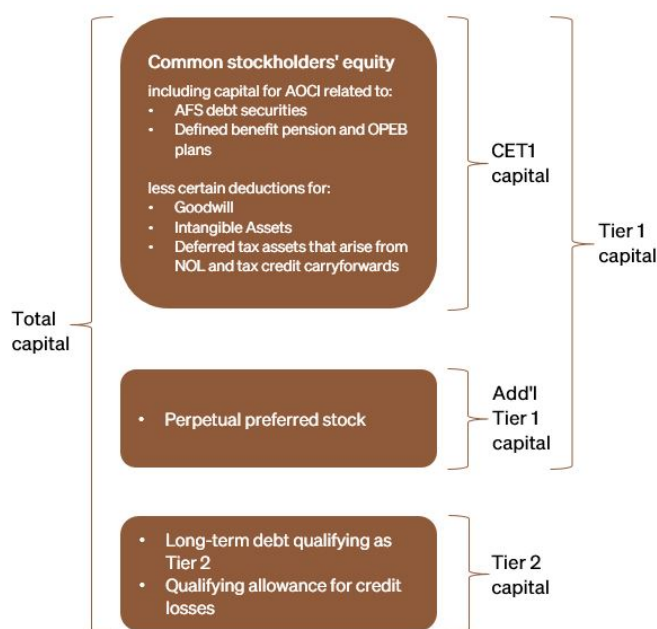 Common stockholders' equity
including capital for AOCI related to:
• AFS debt securities
• Defined benefit pension and OPEB
plans
less certain deductions for:
• Goodwill
• Intangible Assets
• Deferred tax assets that arise from
NOL and tax credit carryforwards
CET1
capital
Tier 1
capital
Total
capital
• Perpetual preferred stock
Add'l
Tier 1
capital
• Long-term debt qualifying as
Tier 2
• Qualifying allowance for credit
losses
Tier 2
capital